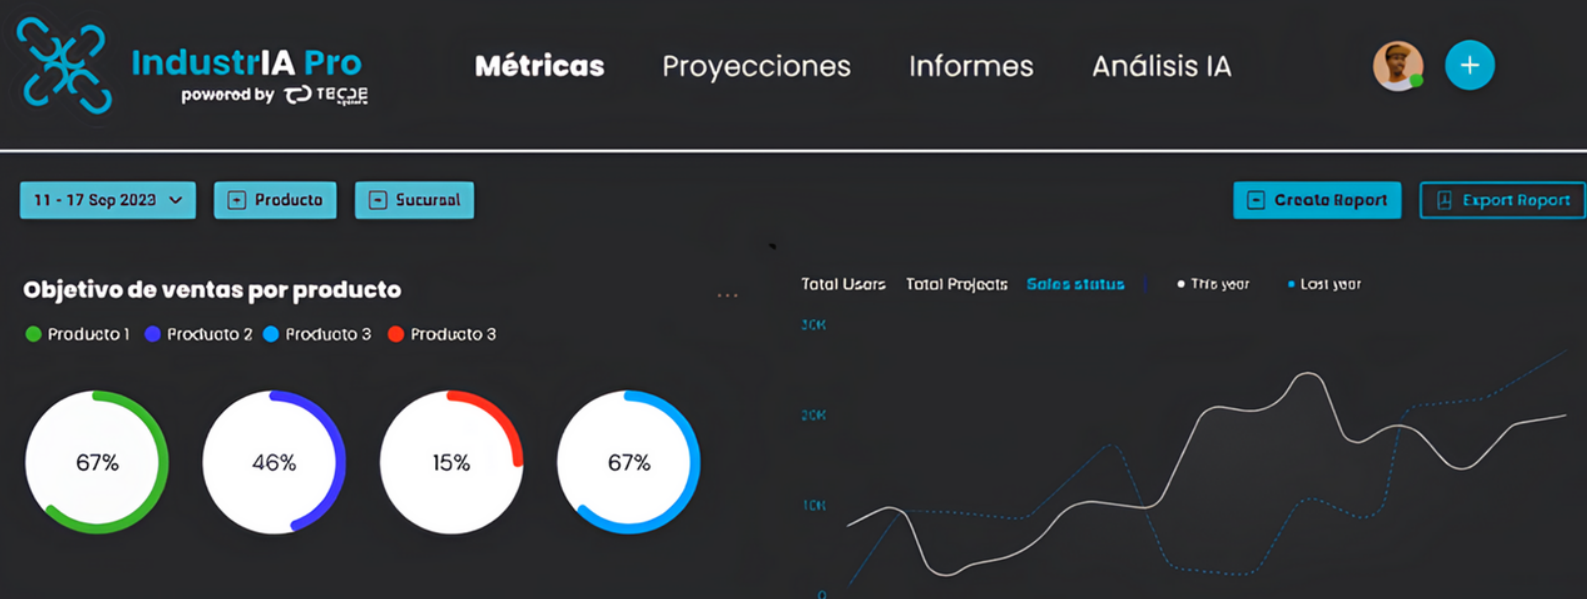 IndustrIA Pro
powered by TECDE
Métricas
Proyecciones
Informes
Análisis IA
11 - 17 Sep 2023
Producto
Sucursal
Create Report
Export Report
Objetivo de ventas por producto
Producto 1
Producto 2
Producto 3
Producto 3
67%
46%
15%
67%
Total Users
Total Projects
Sales status
This year
Last year
30K
20K
10K
0